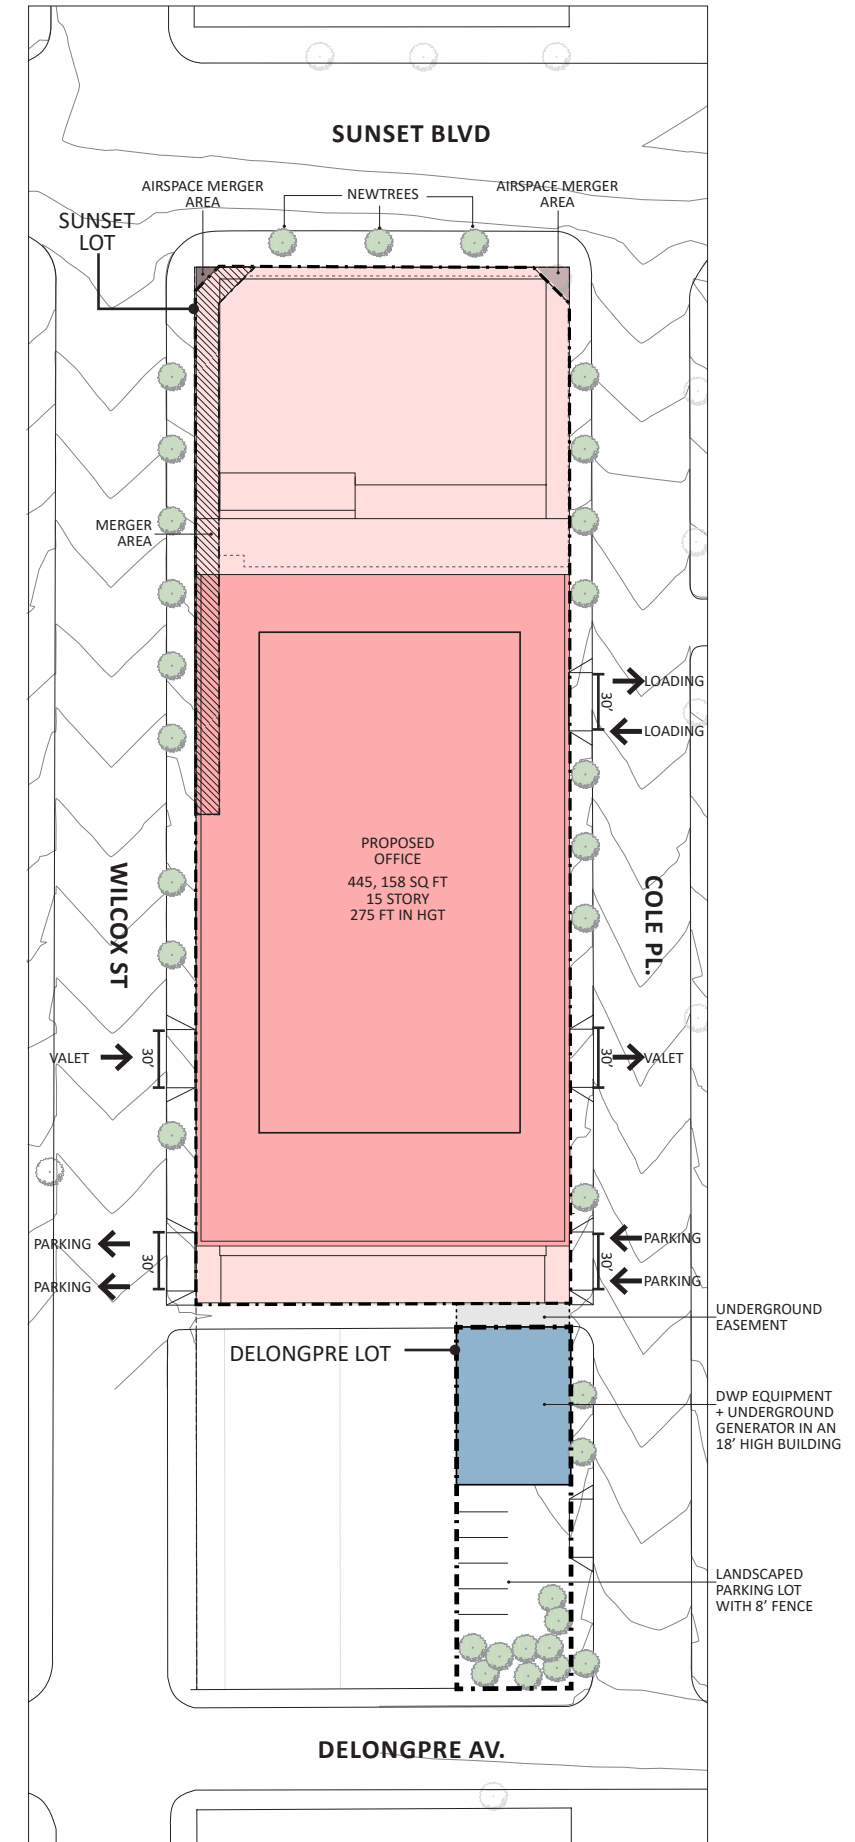 SUNSET BLVD
AIRSPACE MERGER
AREA
NEWTREES
AIRSPACE MERGER
AREA
SUNSET
LOT
MERGER
AREA
LOADING
30'
LOADING
PROPOSED
OFFICE
445, 158 SQ FT
15 STORY
275 FT IN HGT
WILCOX ST
COLE PL.
VALET
30'
30'
VALET
PARKING
30'
PARKING
PARKING
30'
PARKING
UNDERGROUND
EASEMENT
DELONGPRE LOT
DWP EQUIPMENT
+ UNDERGROUND
GENERATOR IN AN
18' HIGH BUILDING
LANDSCAPED
PARKING LOT
WITH 8' FENCE
DELONGPRE AV.